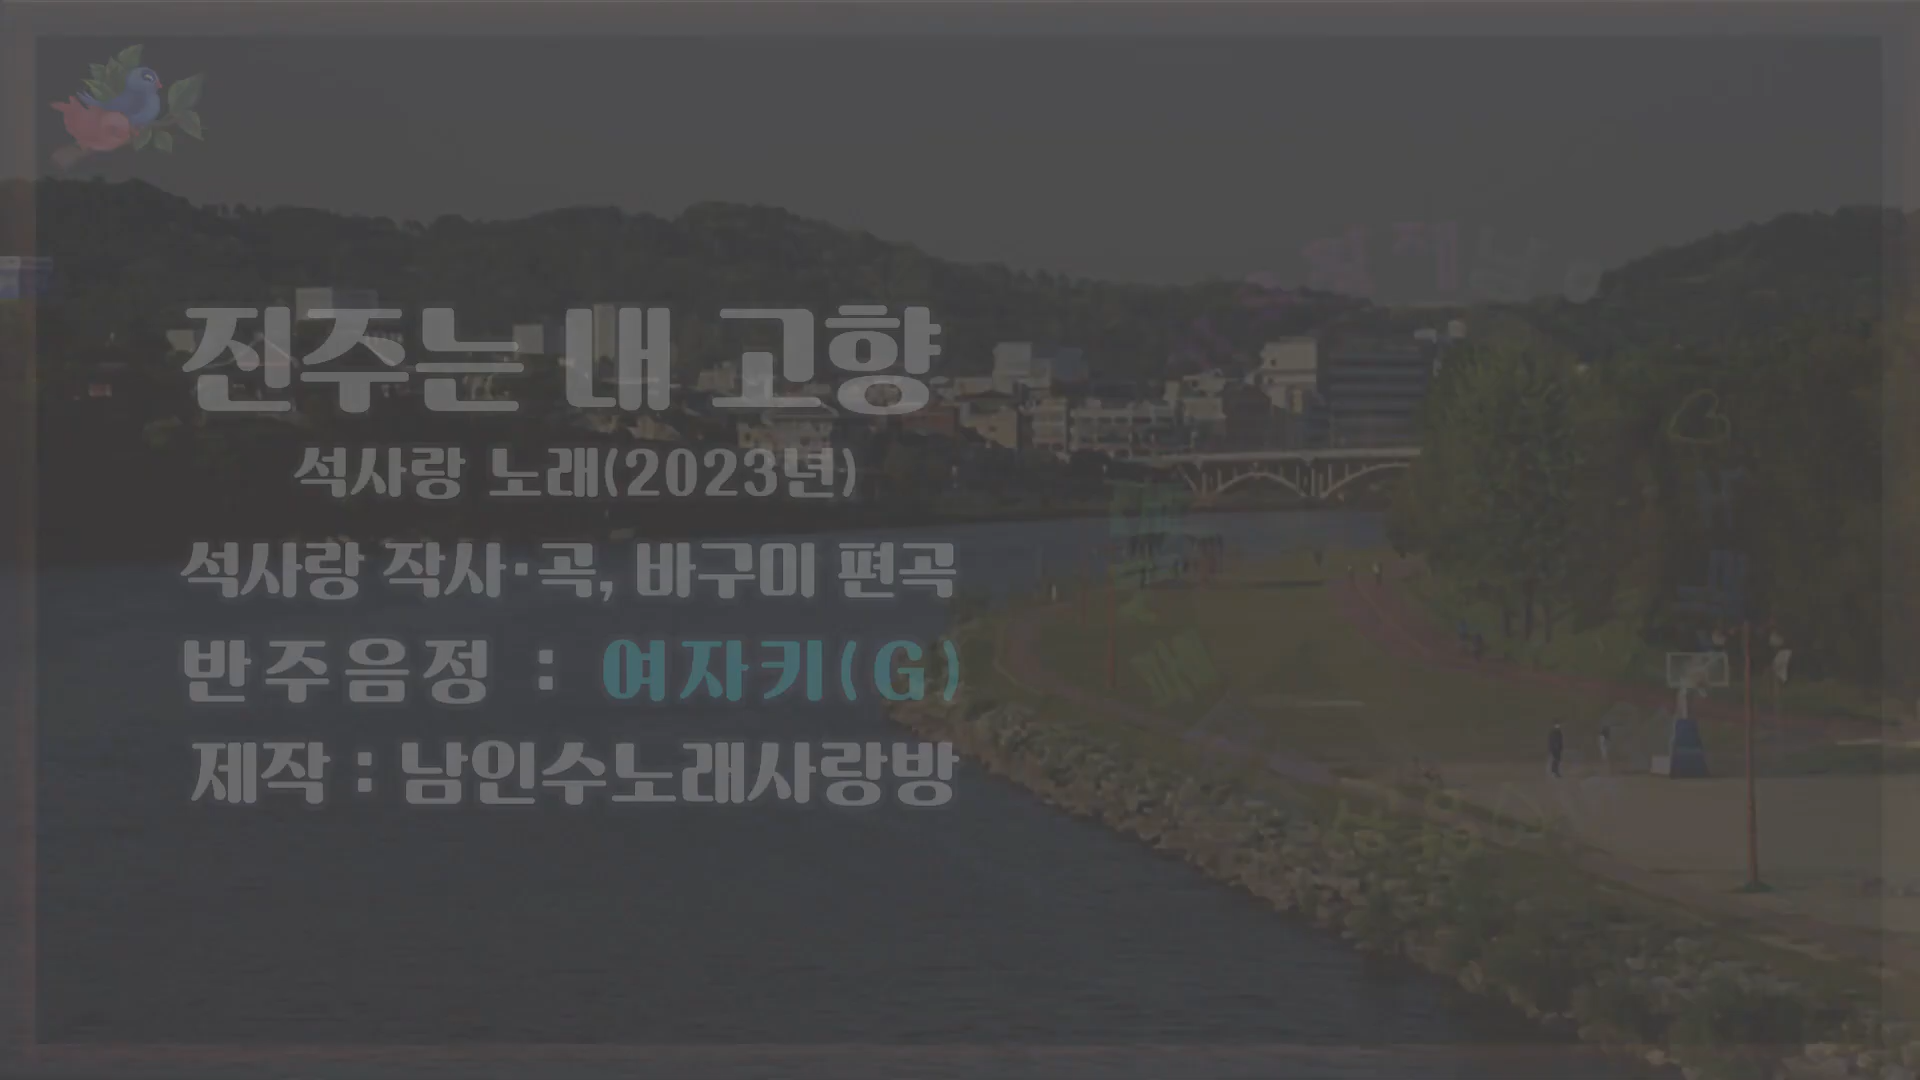 진주는 내 고향
석사랑 노래(2023년)
석사랑 작사·곡, 바구미 편곡
반주음정 : 여자키(G)
제작 : 남인수노래사랑방